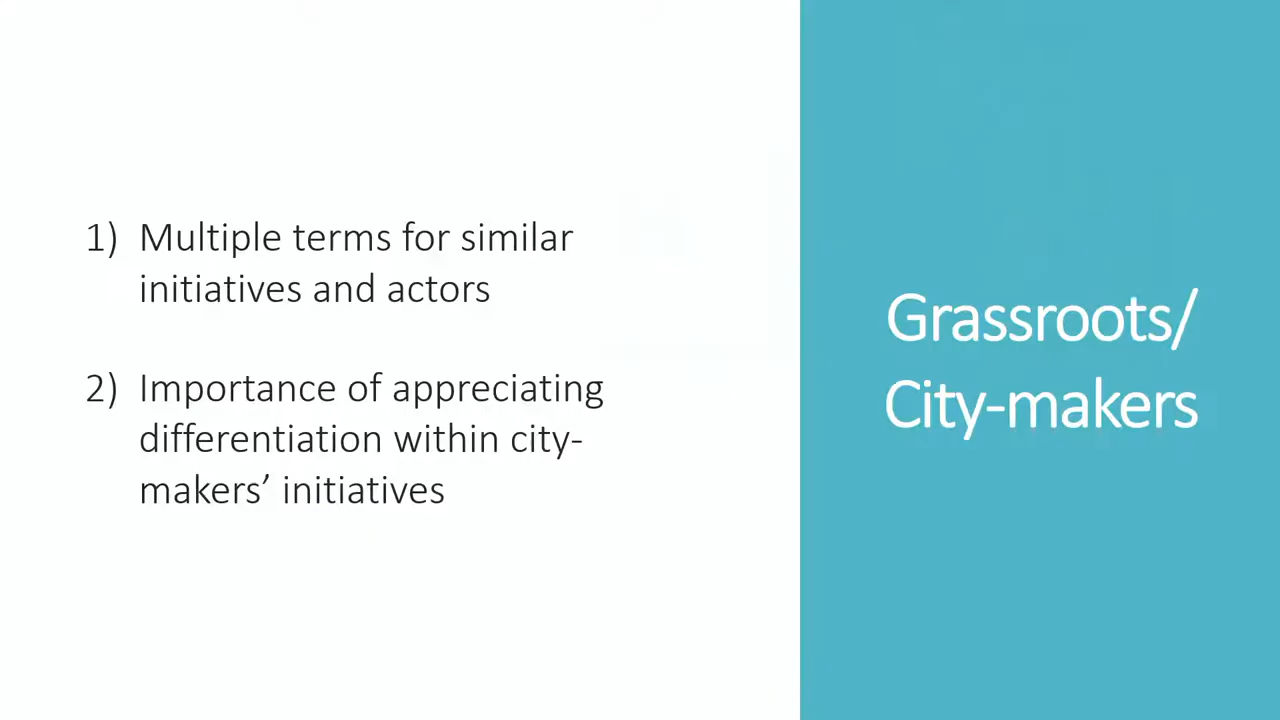 1) Multiple terms for similar
initiatives and actors
2) Importance of appreciating
differentiation within city-
makers’ initiatives
Grassroots/
City-makers